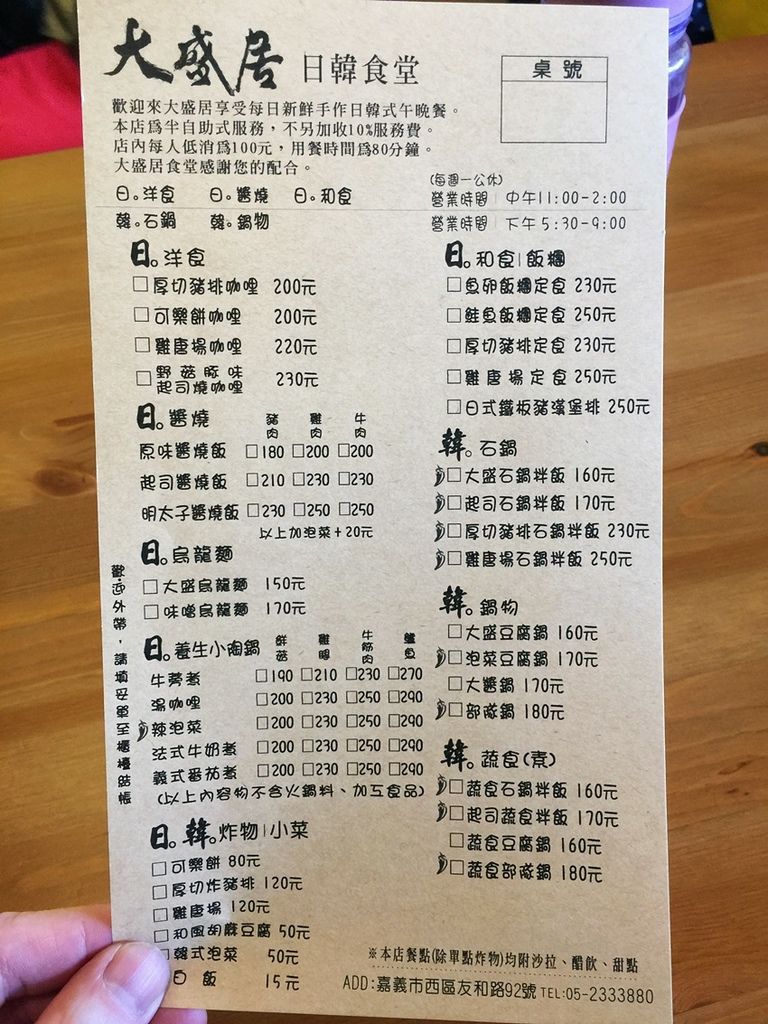 大盛居 日韓食堂
桌號
歡迎來大盛居享受每日新鮮手作日韓式午晚餐。
本店爲半自助式服務，不另加收10%服務費。
店內每人低消爲100元，用餐時間爲80分鐘。
大盛居食堂感謝您的配合。
(每週一公休)
日。洋食 日。醬燒 日。和食
營業時間 | 中午11:00-2:00
韓。石鍋 韓。鍋物
營業時間 | 下午5:30-9:00
日。洋食
□厚切豬排咖哩 200元
□可樂餅咖哩 200元
□雞唐揚咖哩 220元
□野菇豚味起司燒咖哩 230元
日。醬燒 豬肉 雞肉 牛肉
原味醬燒飯 □180 □200 □200
起司醬燒飯 □210 □230 □230
明太子醬燒飯 □230 □250 □250
以上加泡菜+20元
日。烏龍麵
□大盛烏龍麵 150元
□味噌烏龍麵 170元
日。養生小陶鍋 鮮菇 雞腿 牛筋肉 鱸魚
牛蒡煮 □190 □210 □230 □270
湯咖哩 □200 □230 □250 □290
辣泡菜 □200 □230 □250 □290
法式牛奶煮 □200 □230 □250 □290
義式番茄煮 □200 □230 □250 □290
(以上內容物不含火鍋料、加工食品)
日。韓。炸物|小菜
□可樂餅 80元
□厚切炸豬排 120元
□雞唐揚 120元
□和風胡麻豆腐 50元
□韓式泡菜 50元
白飯 15元
歡迎外帶，請填妥單至櫃檯結帳
日。和食|飯糰
□魚卵飯糰定食 230元
□鮭魚飯糰定食 250元
□厚切豬排定食 230元
□雞唐揚定食 250元
□日式鐵板豬漢堡排 250元
韓。石鍋
□大盛石鍋拌飯 160元
□起司石鍋拌飯 170元
□厚切豬排石鍋拌飯 230元
□雞唐揚石鍋拌飯 250元
韓。鍋物
□大盛豆腐鍋 160元
□泡菜豆腐鍋 170元
□大醬鍋 170元
□部隊鍋 180元
韓。蔬食(素)
□蔬食石鍋拌飯 160元
□起司蔬食拌飯 170元
□蔬食豆腐鍋 160元
□蔬食部隊鍋 180元
※本店餐點(除單點炸物)均附沙拉、醋飲、甜點
ADD:嘉義市西區友和路92號 TEL:05-2333880